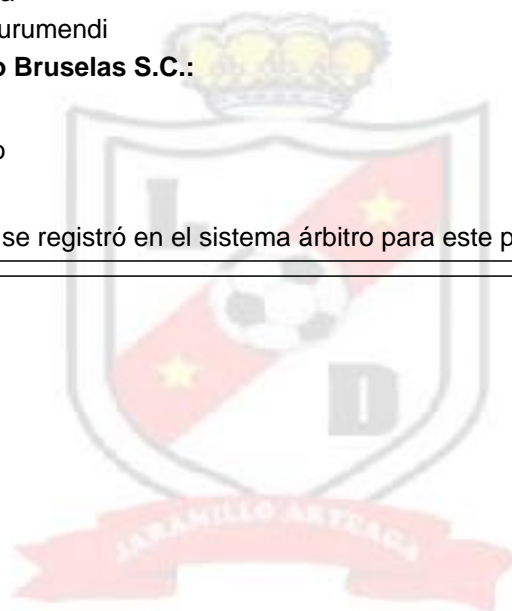 a
urumendi
o Bruselas S.C.:
o
se registró en el sistema árbitro para este p
L
D
JARAMILLO ARTEAGA